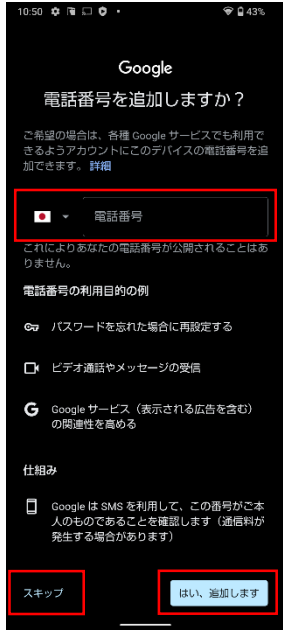 10:50 43%
Google
電話番号を追加しますか？
ご希望の場合は、各種 Google サービスでも利用で
きるようアカウントにこのデバイスの電話番号を追
加できます。 詳細
電話番号
これによりあなたの電話番号が公開されることはあ
りません。
電話番号の利用目的の例
パスワードを忘れた場合に再設定する
ビデオ通話やメッセージの受信
Google サービス（表示される広告を含む）
の関連性を高める
仕組み
Google は SMS を利用して、この番号がご本
人のものであることを確認します（通信料が
発生する場合があります）
スキップ はい、追加します